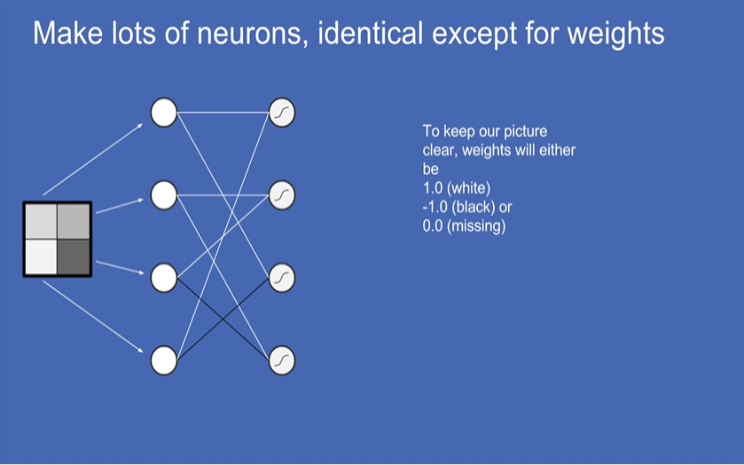 Make lots of neurons, identical except for weights
To keep our picture
clear, weights will either
be
1.0 (white)
-1.0 (black) or
0.0 (missing)